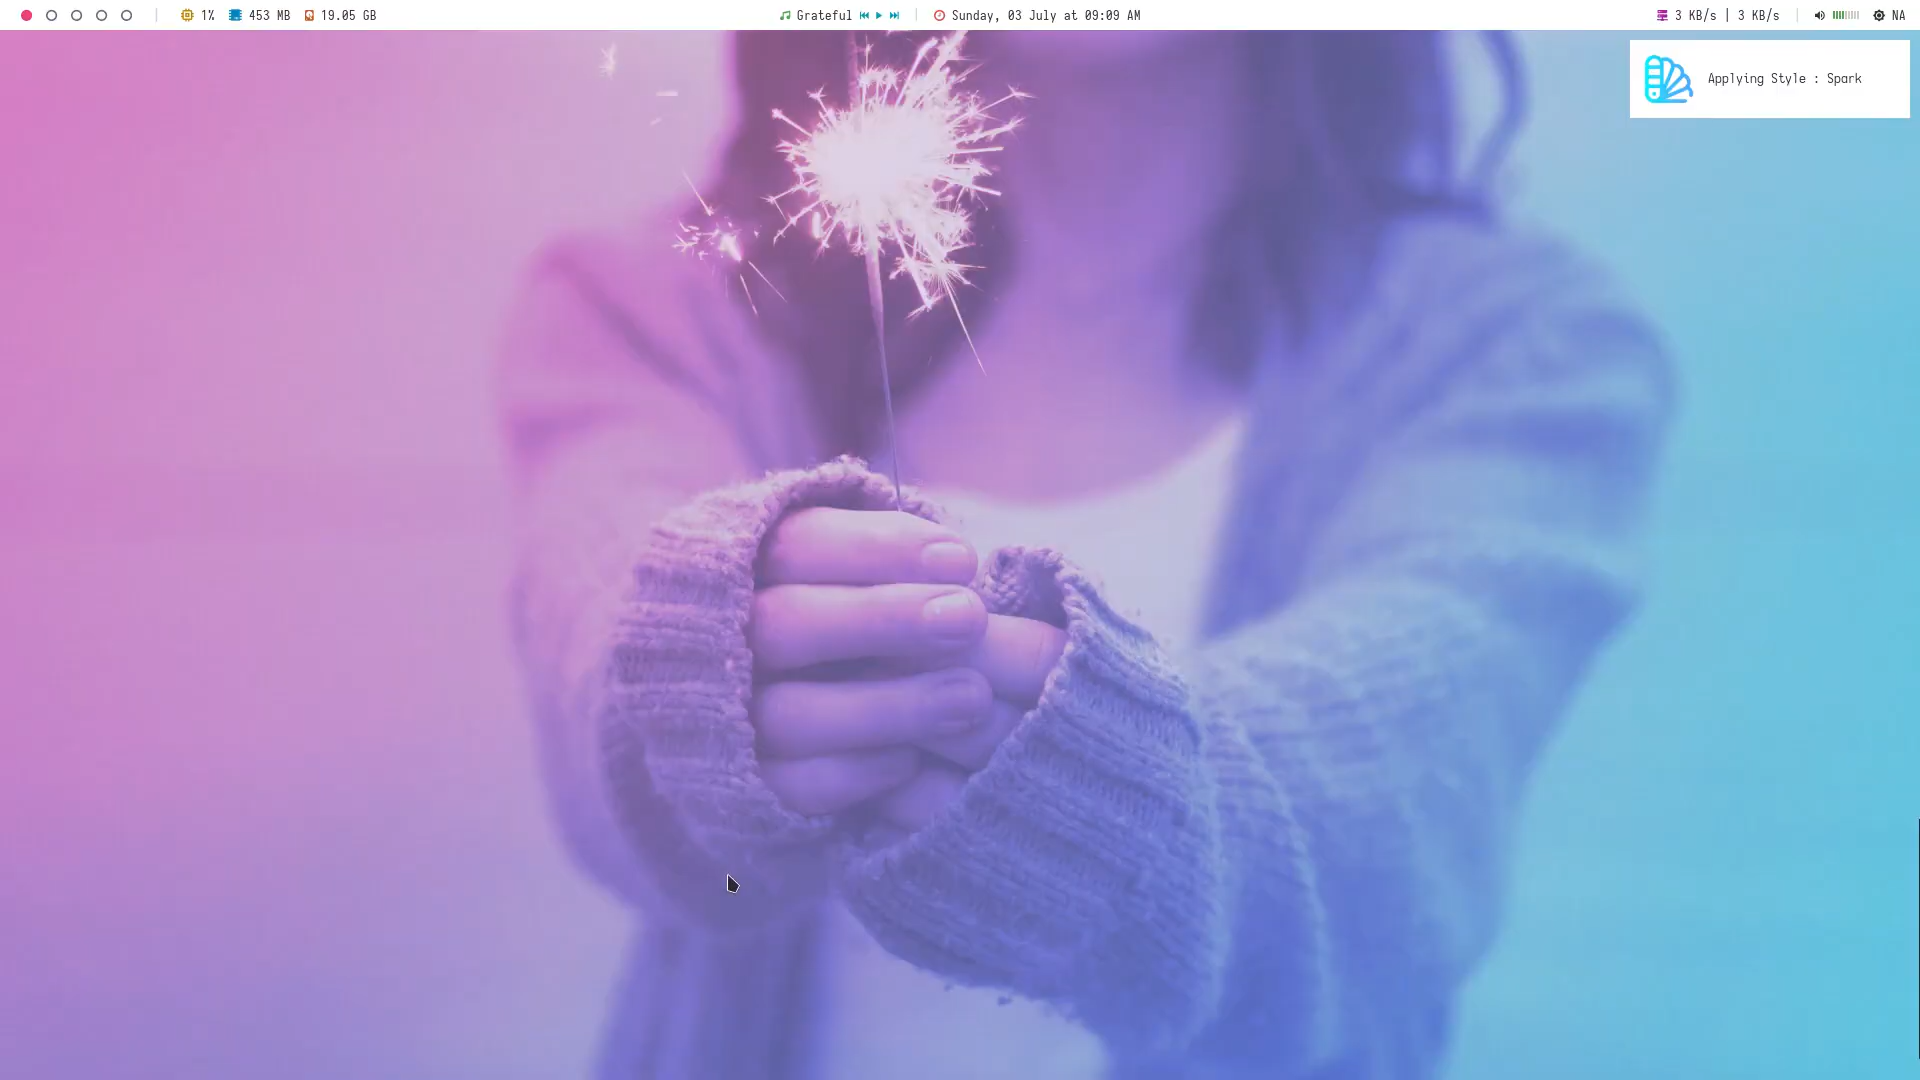 1% 453 MB 19.05 GB
Grateful
Sunday, 03 July at 09:09 AM
3 KB/s | 3 KB/s
NA
Applying Style : Spark